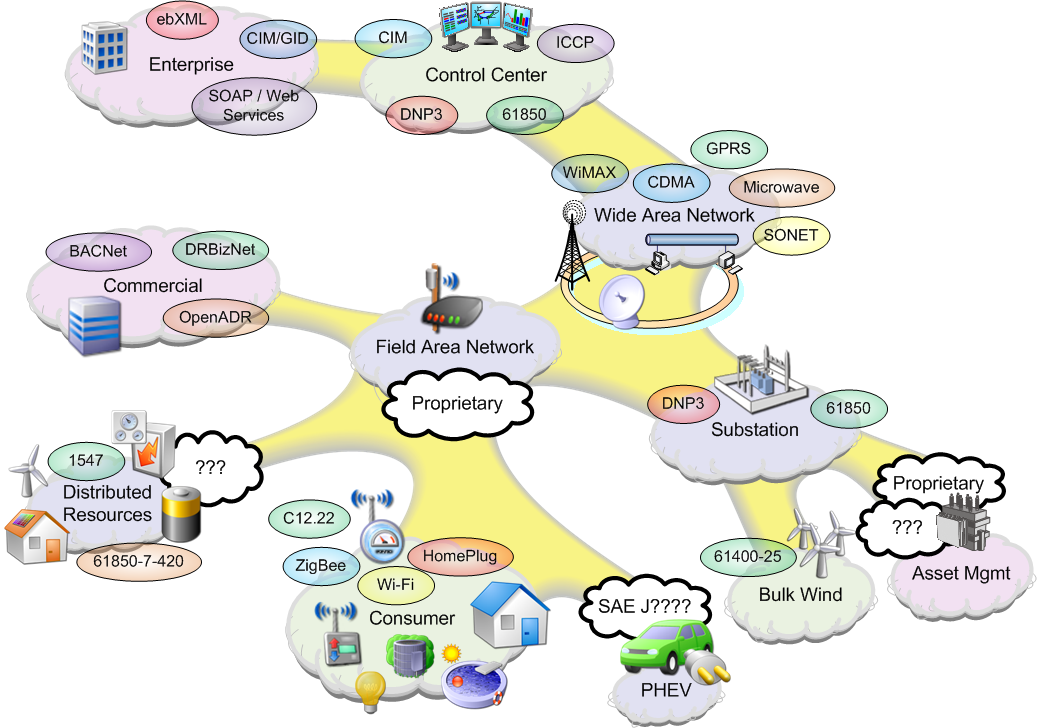 ebXML
CIM/GID
Enterprise
SOAP / Web
Services
CIM
ICCP
Control Center
DNP3
61850
GPRS
WiMAX
CDMA
Microwave
Wide Area Network
SONET
BACNet
DRBizNet
Commercial
OpenADR
Field Area Network
Proprietary
DNP3
61850
Substation
1547
???
Distributed
Resources
61850-7-420
C12.22
ZigBee
HomePlug
Wi-Fi
Consumer
SAE J????
PHEV
61400-25
Bulk Wind
Proprietary
???
Asset Mgmt